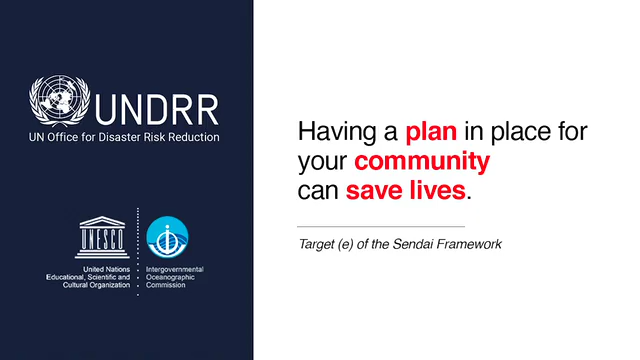 UNDRR
UN Office for Disaster Risk Reduction
UNESCO
United Nations
Educational, Scientific and
Cultural Organization
Intergovernmental
Oceanographic
Commission
Having a plan in place for
your community
can save lives.
Target (e) of the Sendai Framework